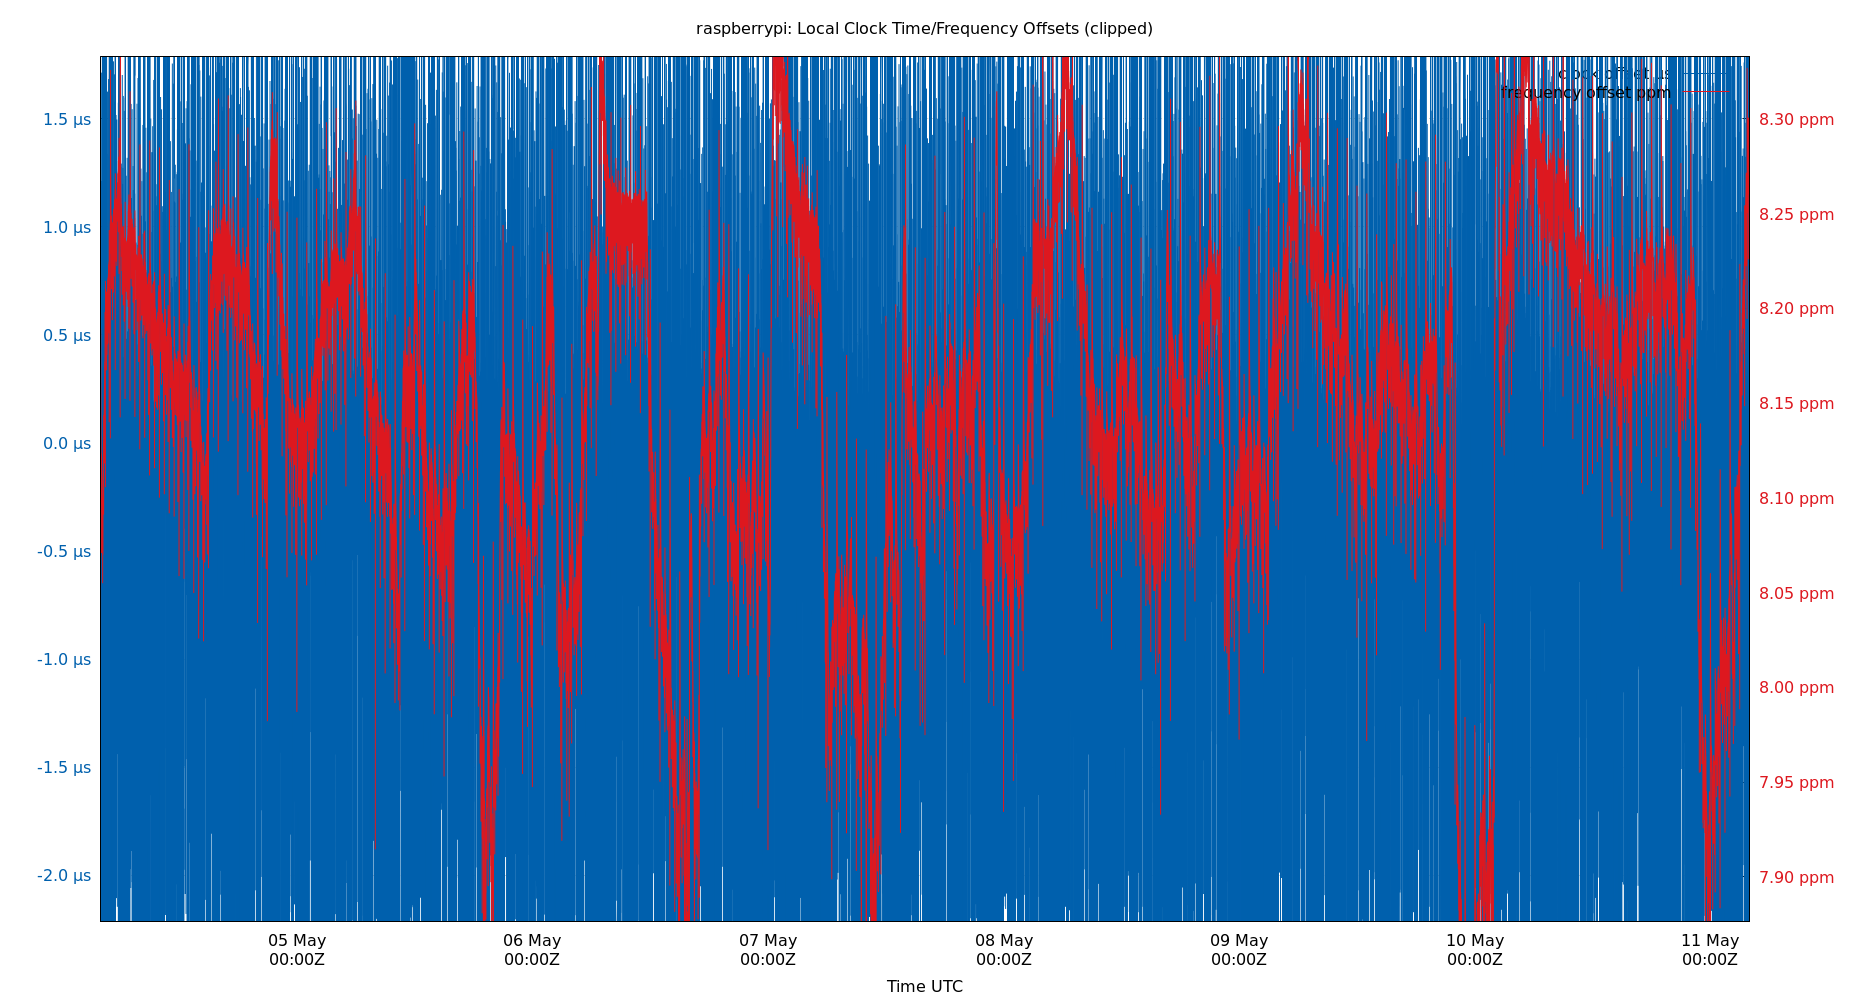 raspberrypi: Local Clock Time/Frequency Offsets (clipped)
clock offset µs
frequency offset ppm
1.5 µs
1.0 µs
0.5 µs
0.0 µs
-0.5 µs
-1.0 µs
-1.5 µs
-2.0 µs
8.30 ppm
8.25 ppm
8.20 ppm
8.15 ppm
8.10 ppm
8.05 ppm
8.00 ppm
7.95 ppm
7.90 ppm
05 May 06 May 07 May 08 May 09 May 10 May 11 May
00:00Z 00:00Z 00:00Z 00:00Z 00:00Z 00:00Z 00:00Z
Time UTC